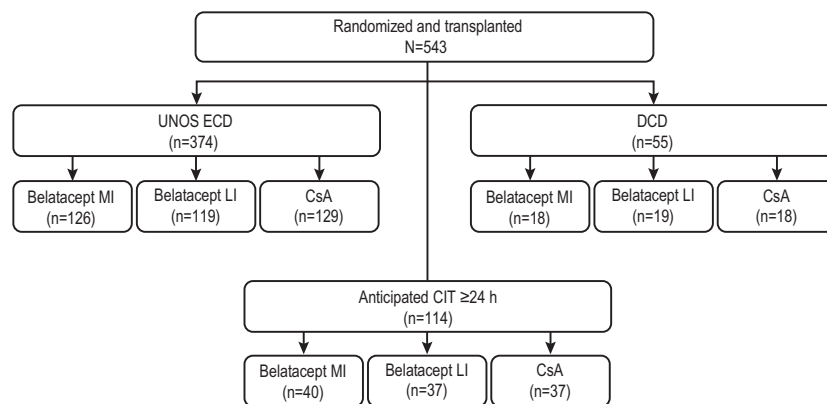 Randomized and transplanted
N=543
UNOS ECD
(n=374)
DCD
(n=55)
Belatacept MI
(n=126)
Belatacept LI
(n=119)
CsA
(n=129)
Belatacept MI
(n=18)
Belatacept LI
(n=19)
CsA
(n=18)
Anticipated CIT ≥24 h
(n=114)
Belatacept MI
(n=40)
Belatacept LI
(n=37)
CsA
(n=37)